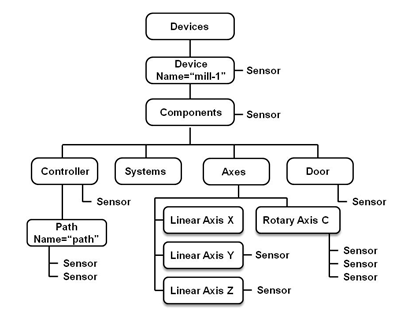 Devices
Device
Name="mill-1"
Sensor
Components
Sensor
Controller
Systems
Axes
Door
Sensor
Sensor
Path
Name="path"
Linear Axis X
Rotary Axis C
Sensor
Sensor
Linear Axis Y
Sensor
Sensor
Sensor
Sensor
Linear Axis Z
Sensor